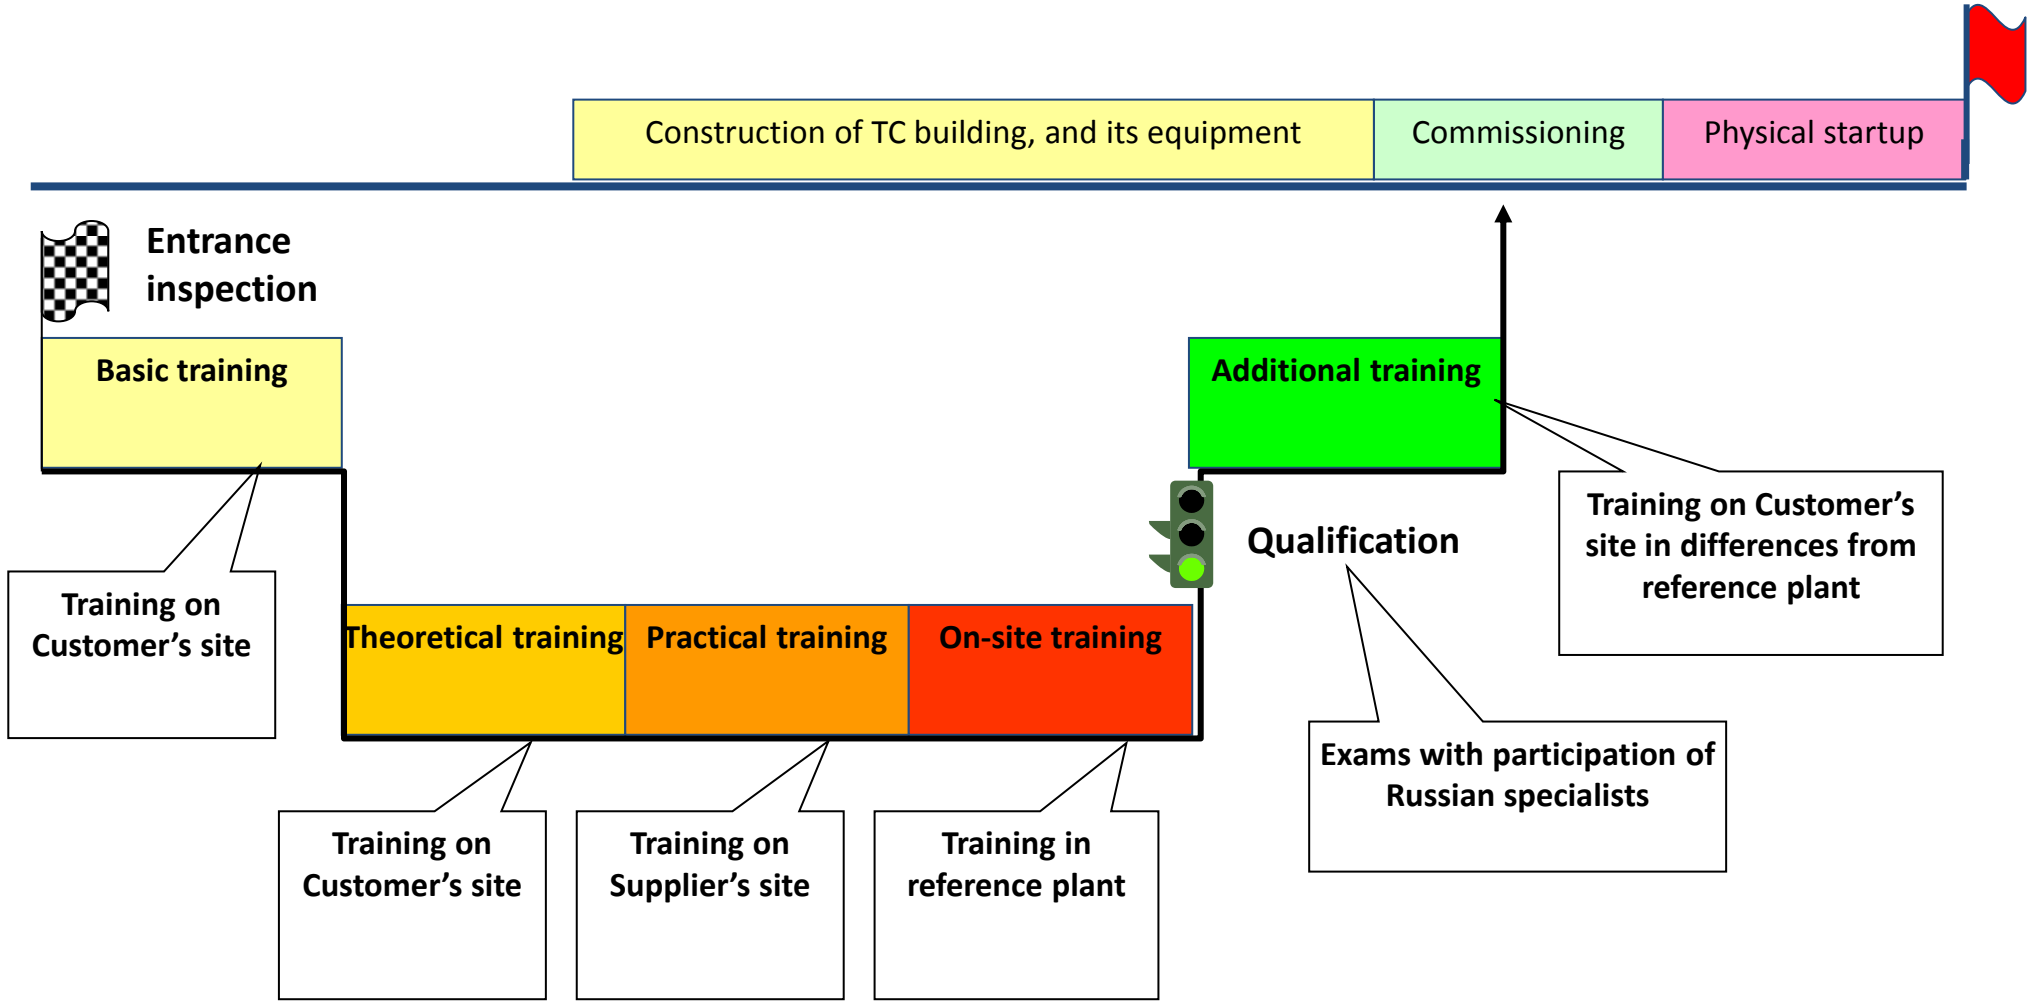 Construction of TC building, and its equipment
Commissioning
Physical startup
Entrance
inspection
Basic training
Additional training
Training on Customer’s
site in differences from
reference plant
Qualification
Training on
Customer’s site
Theoretical training
Practical training
On-site training
Exams with participation of
Russian specialists
Training on
Customer’s site
Training on
Supplier’s site
Training in
reference plant